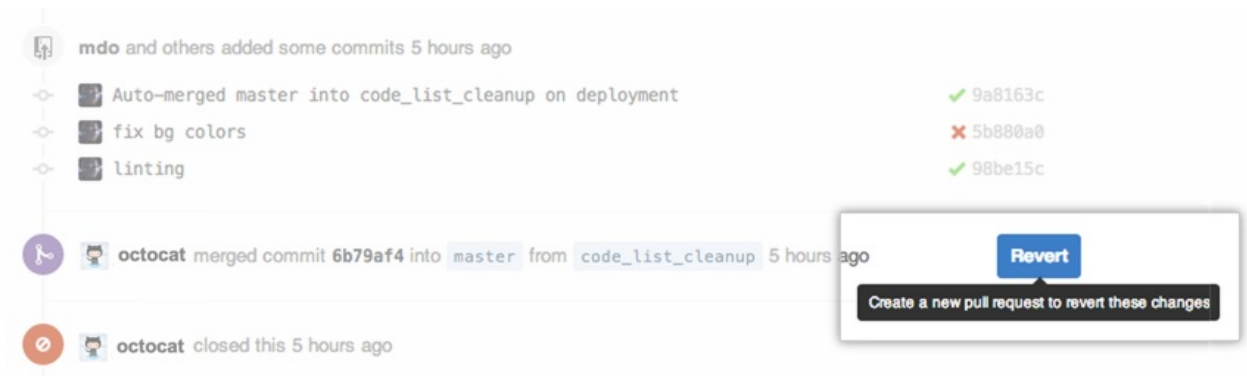 mdo and others added some commits 5 hours ago
Auto-merged master into code_list_cleanup on deployment 9a8163c
fix bg colors 5b880a0
linting 98be15c
octocat merged commit 6b79af4 into master from code_list_cleanup 5 hours ago Revert
Create a new pull request to revert these changes
octocat closed this 5 hours ago